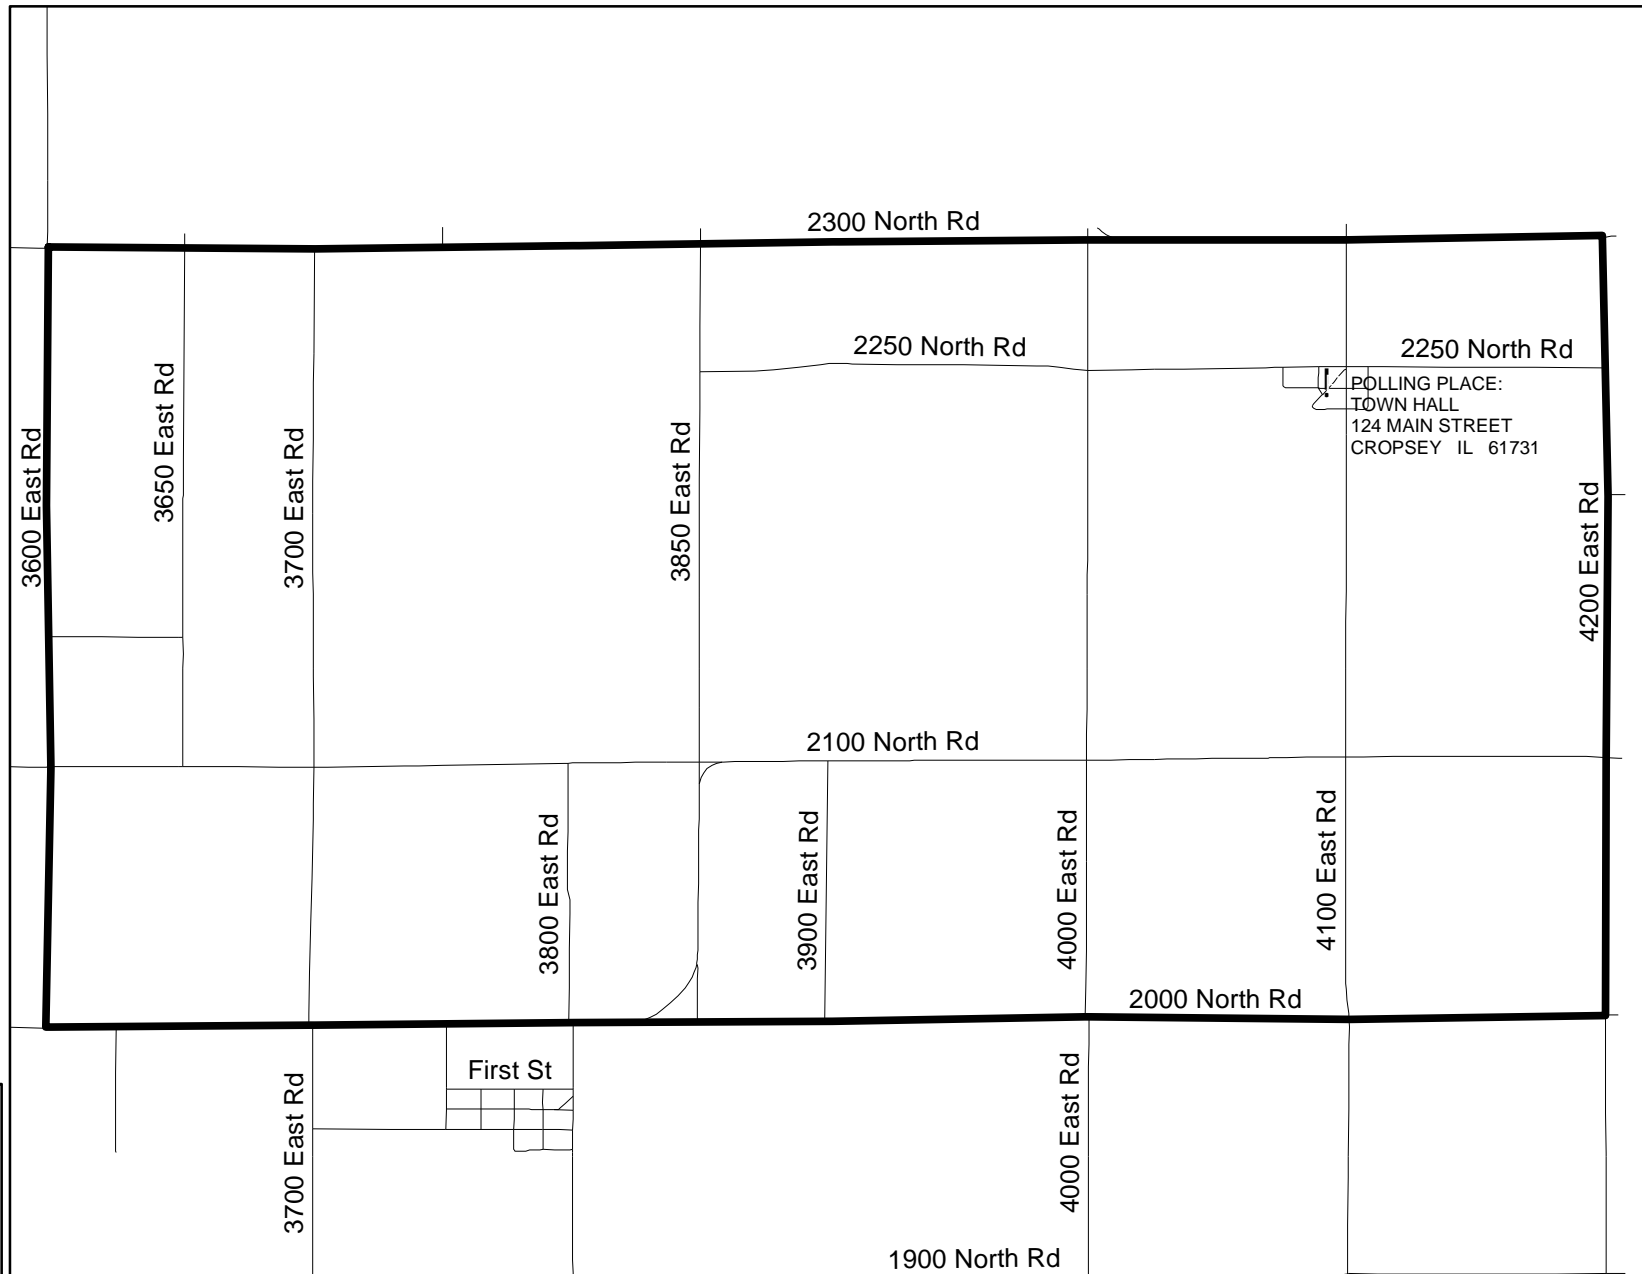 2300 North Rd
2250 North Rd
2250 North Rd
POLLING PLACE:
TOWN HALL
124 MAIN STREET
CROPSEY IL 61731
3600 East Rd
3650 East Rd
3700 East Rd
3850 East Rd
4200 East Rd
2100 North Rd
3800 East Rd
3900 East Rd
4000 East Rd
4100 East Rd
2000 North Rd
First St
3700 East Rd
4000 East Rd
1900 North Rd